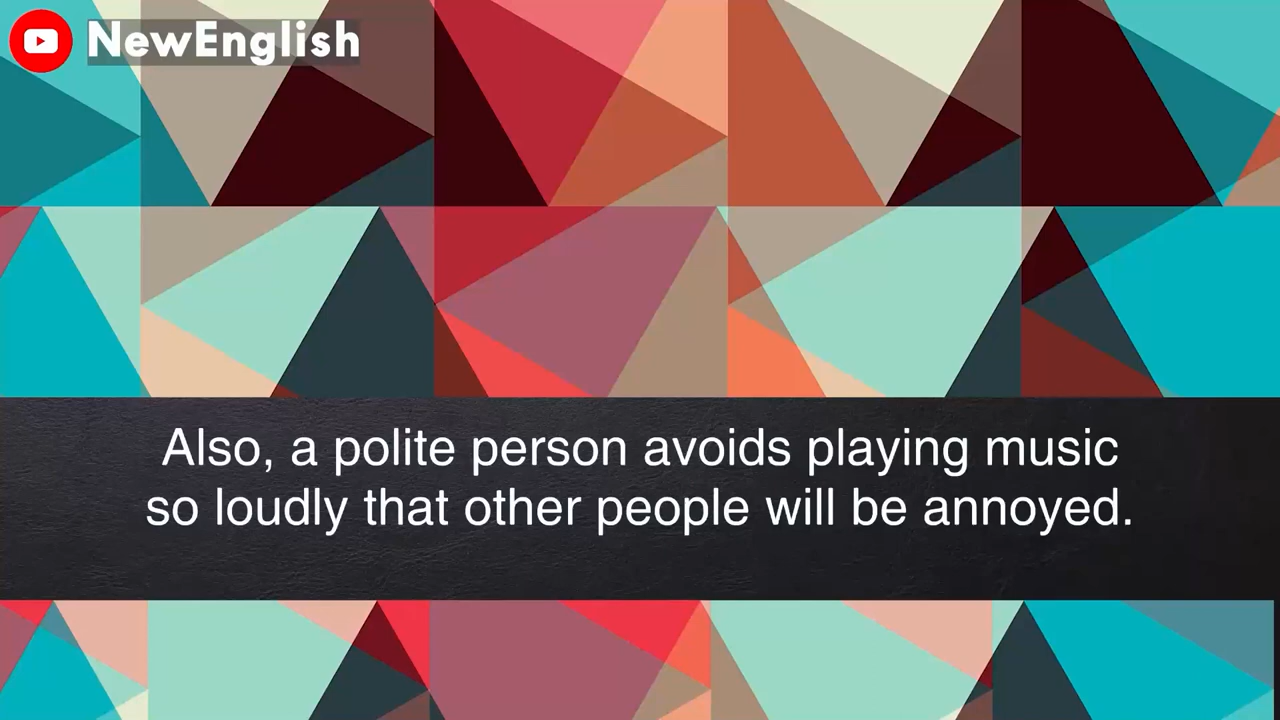 NewEnglish
Also, a polite person avoids playing music
so loudly that other people will be annoyed.